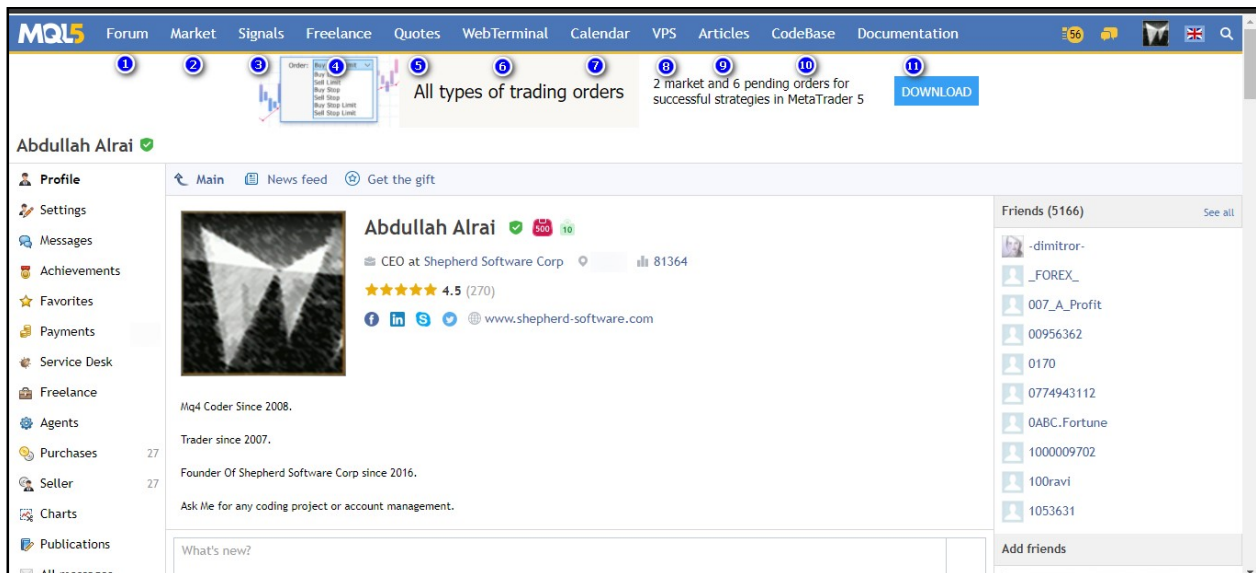 MQL5 Forum Market Signals Freelance Quotes WebTerminal Calendar VPS Articles CodeBase Documentation 56
1 2 3 4 5 6 7 8 9 10 11
Order:
Buy Limit
Sell Limit
Buy Stop
Sell Stop
Buy Stop Limit
Sell Stop Limit
All types of trading orders
2 market and 6 pending orders for
successful strategies in MetaTrader 5
DOWNLOAD
Abdullah Alrai
Profile
Settings
Messages
Achievements
Favorites
Payments
Service Desk
Freelance
Agents
Purchases 27
Seller 27
Charts
Publications
All messages
Main News feed Get the gift
Abdullah Alrai 500 10
CEO at Shepherd Software Corp 81364
4.5 (270)
www.shepherd-software.com
Mq4 Coder Since 2008.
Trader since 2007.
Founder Of Shepherd Software Corp since 2016.
Ask Me for any coding project or account management.
What's new?
Friends (5166) See all
-dimitror-
_FOREX_
007_A_Profit
00956362
0170
0774943112
0ABC.Fortune
1000009702
100ravi
1053631
Add friends